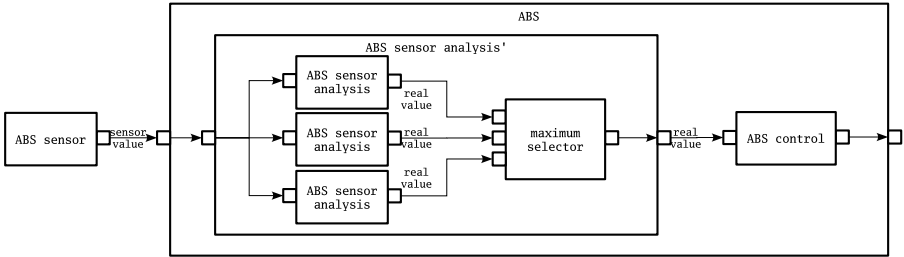 ABS
ABS sensor analysis'
ABS sensor
sensor
value
ABS sensor
analysis
real
value
ABS sensor
analysis
real
value
ABS sensor
analysis
real
value
maximum
selector
real
value
ABS control